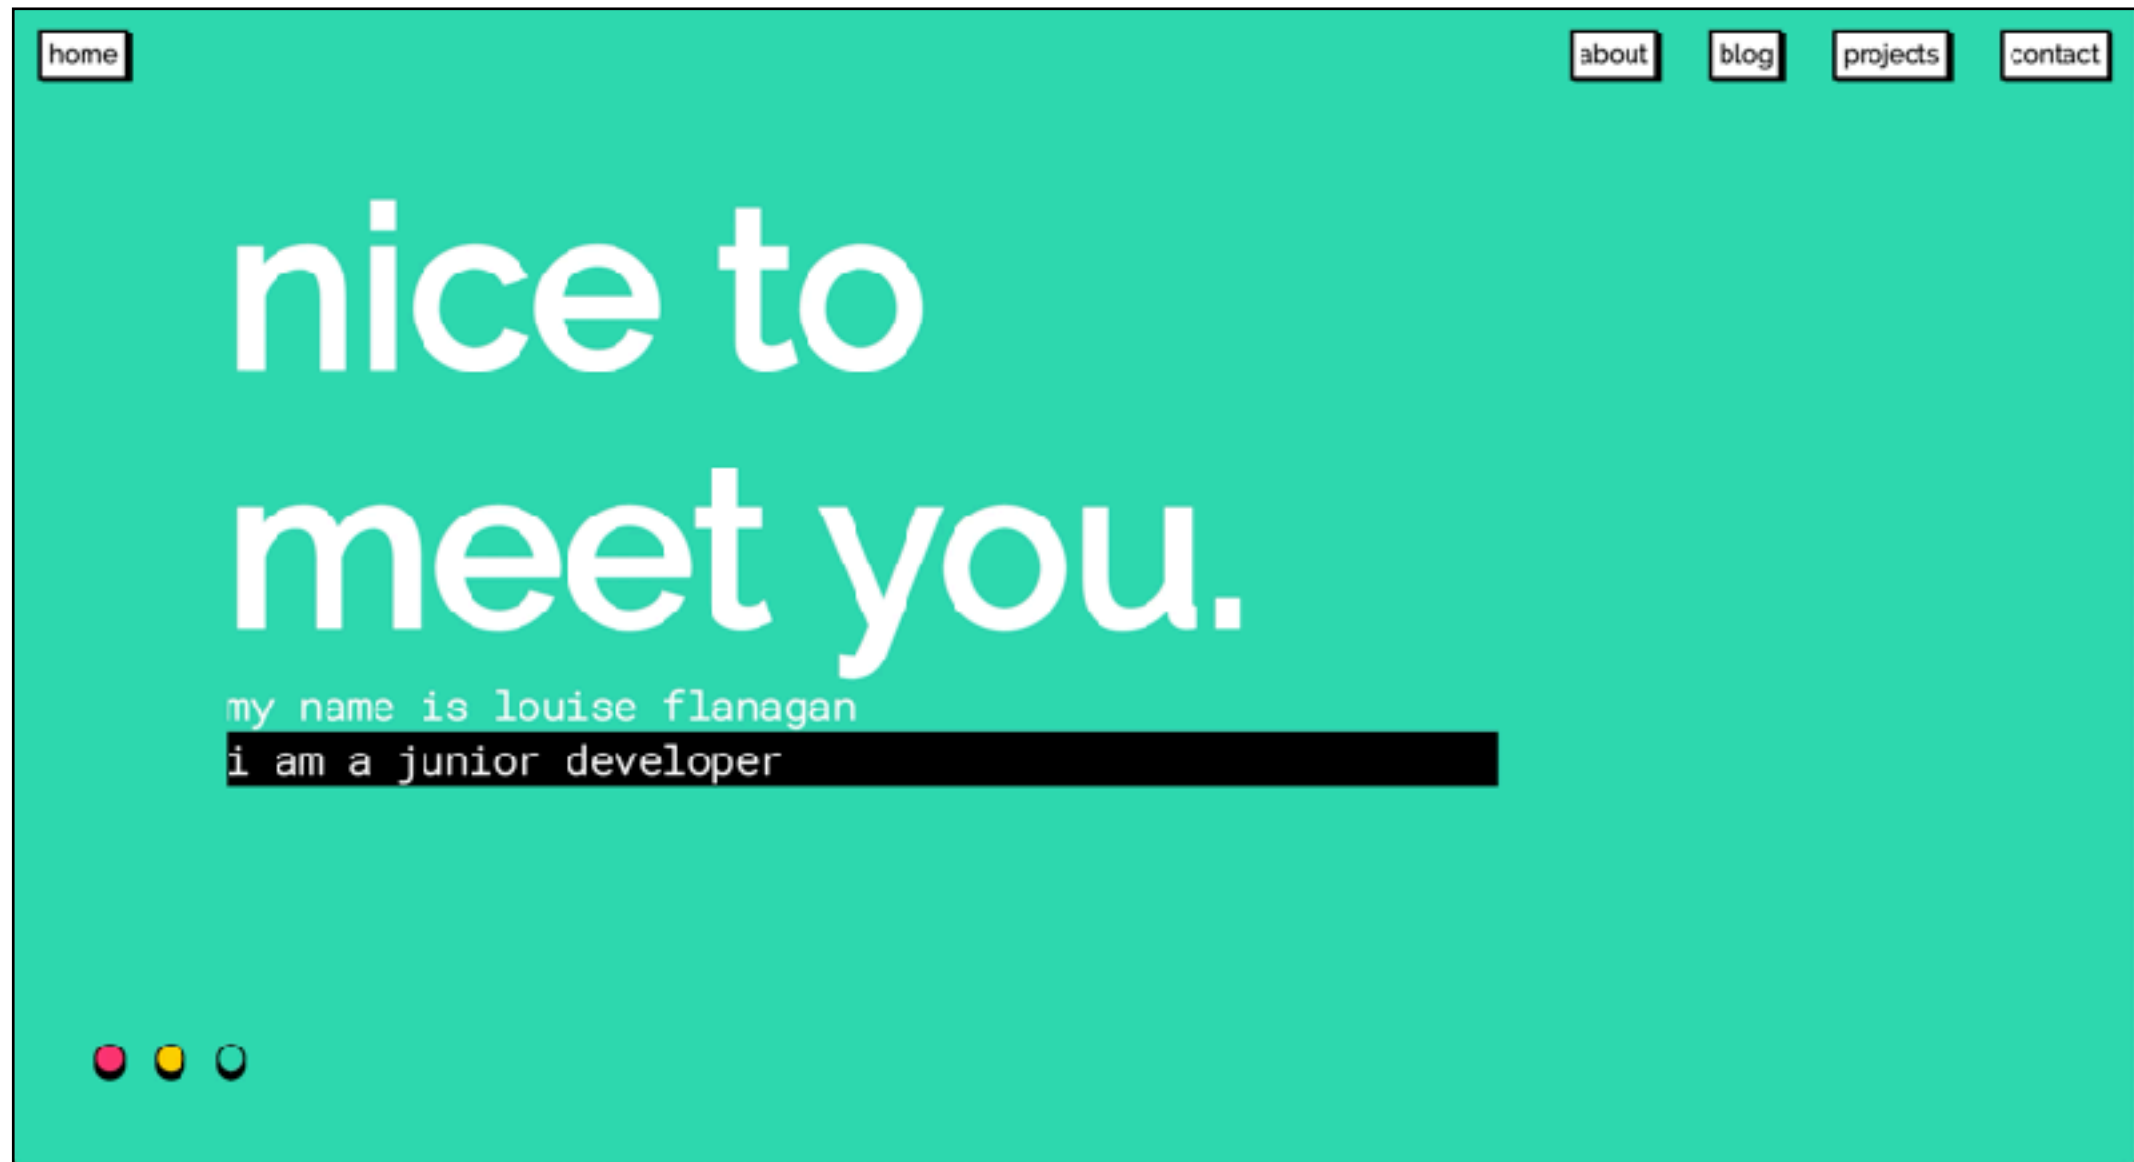 home
about
blog
projects
contact
nice to
meet you.
my name is louise flanagan
i am a junior developer